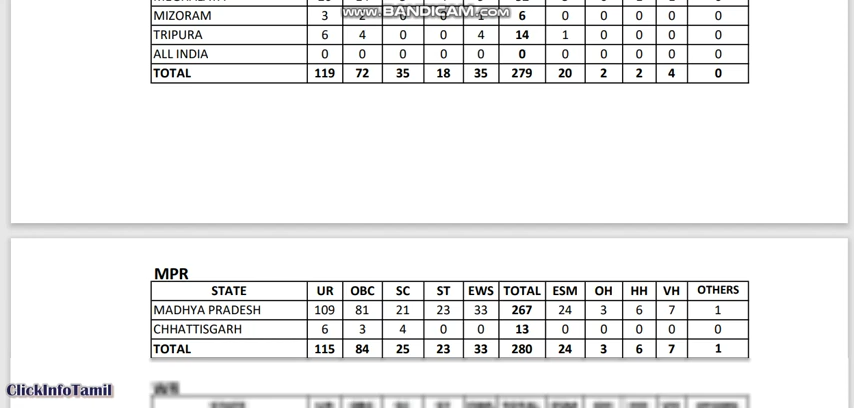 www.BANDICAM.com
MIZORAM 3 2 0 0 1 6 0 0 0 0 0
TRIPURA 6 4 0 0 4 14 1 0 0 0 0
ALL INDIA 0 0 0 0 0 0 0 0 0 0 0
TOTAL 119 72 35 18 35 279 20 2 2 4 0
MPR
STATE UR OBC SC ST EWS TOTAL ESM OH HH VH OTHERS
MADHYA PRADESH 109 81 21 23 33 267 24 3 6 7 1
CHHATTISGARH 6 3 4 0 0 13 0 0 0 0 0
TOTAL 115 84 25 23 33 280 24 3 6 7 1
ClickInfoTamil